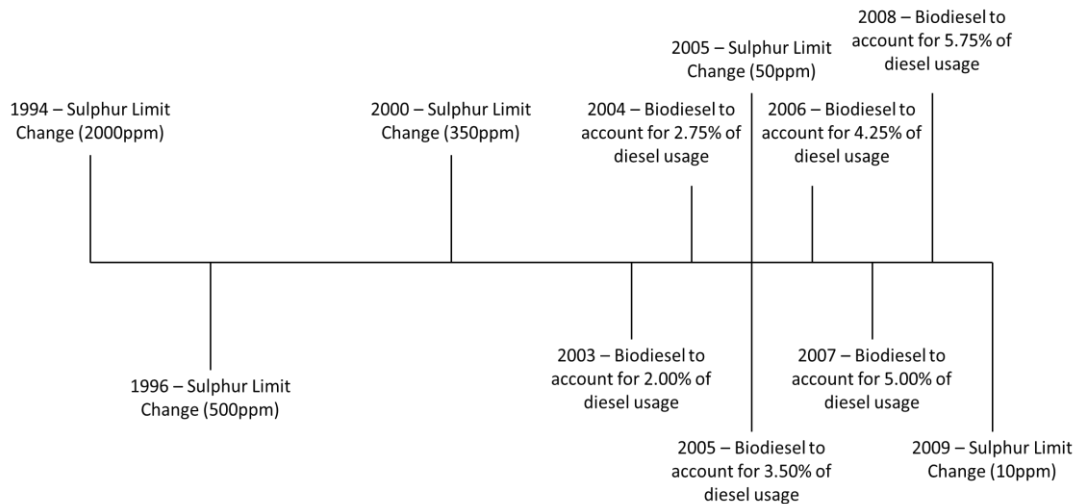 1994 – Sulphur Limit
Change (2000ppm)
1996 – Sulphur Limit
Change (500ppm)
2000 – Sulphur Limit
Change (350ppm)
2003 – Biodiesel to
account for 2.00% of
diesel usage
2004 – Biodiesel to
account for 2.75% of
diesel usage
2005 – Sulphur Limit
Change (50ppm)
2005 – Biodiesel to
account for 3.50% of
diesel usage
2006 – Biodiesel to
account for 4.25% of
diesel usage
2007 – Biodiesel to
account for 5.00% of
diesel usage
2008 – Biodiesel to
account for 5.75% of
diesel usage
2009 – Sulphur Limit
Change (10ppm)